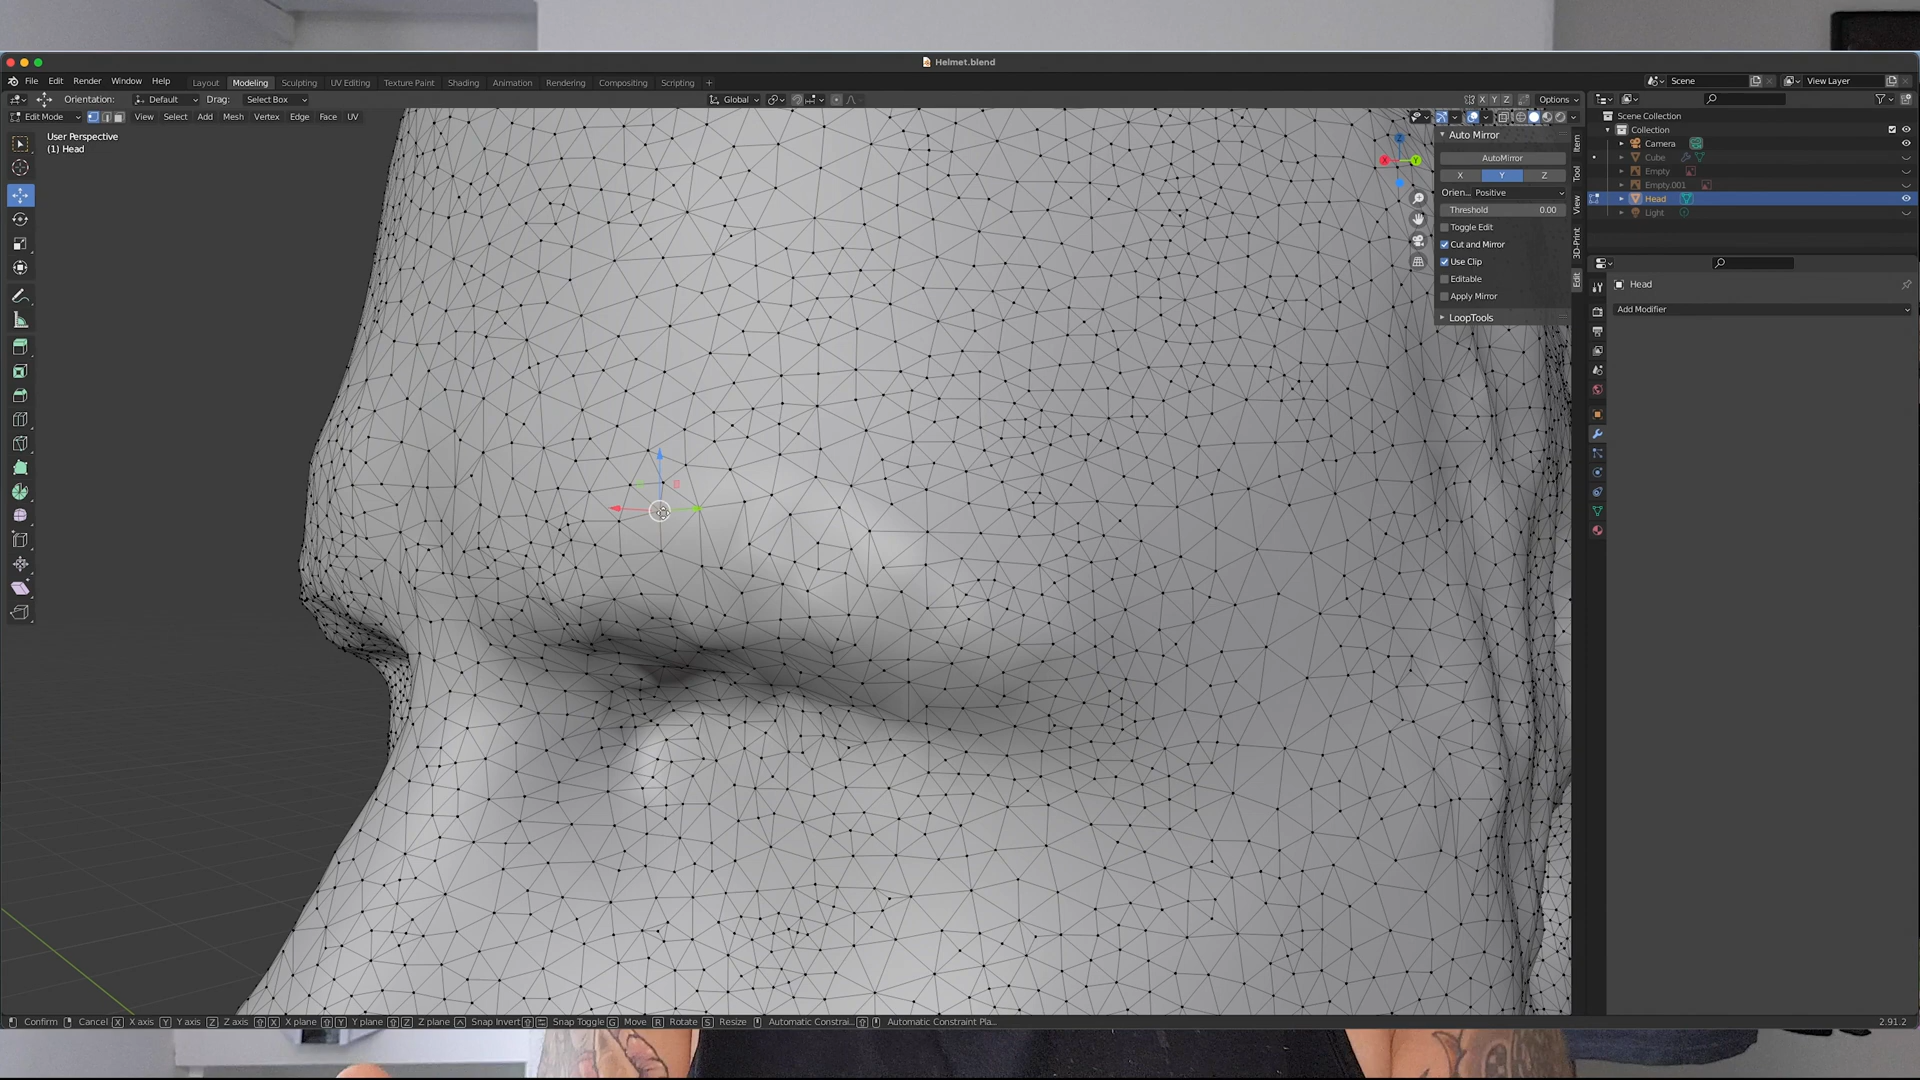 Helmet.blend
File Edit Render Window Help Layout Modeling Sculpting UV Editing Texture Paint Shading Animation Rendering Compositing Scripting + Scene View Layer
Orientation: Default Drag: Select Box Global X Y Z Options
Edit Mode View Select Add Mesh Vertex Edge Face UV
User Perspective
(1) Head
Z
X Y
Auto Mirror
AutoMirror
X Y Z
Orien... Positive
Threshold 0.00
Toggle Edit
Cut and Mirror
Use Clip
Editable
Apply Mirror
LoopTools
Item
Tool
View
3D-Print
Edit
Scene Collection
Collection
Camera
Cube
Empty
Empty.001
Head
Light
Head
Add Modifier
Confirm Cancel X X axis Y Y axis Z Z axis X X plane Y Y plane Z Z plane Snap Invert Snap Toggle G Move R Rotate S Resize Automatic Constrai... Automatic Constraint Pla...
2.91.2